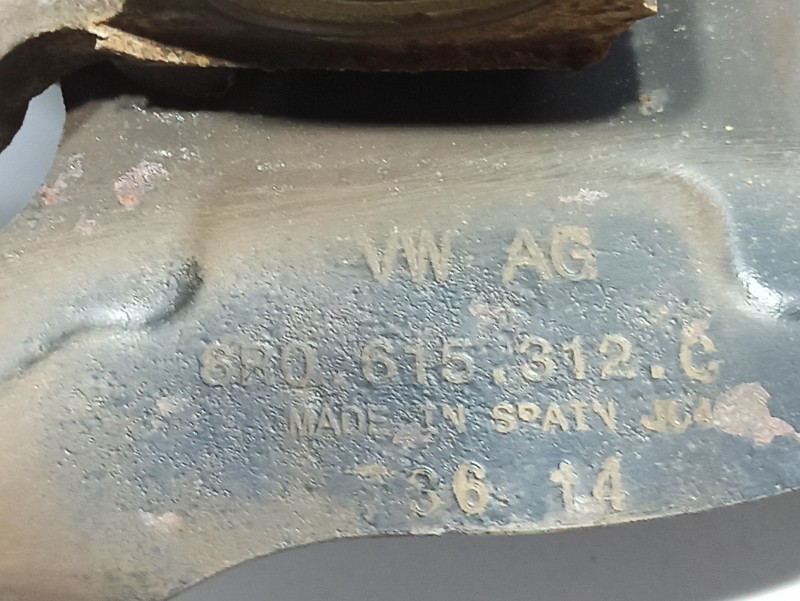 VW AG
6R0.615.312.C
MADE IN SPAIN
36 14